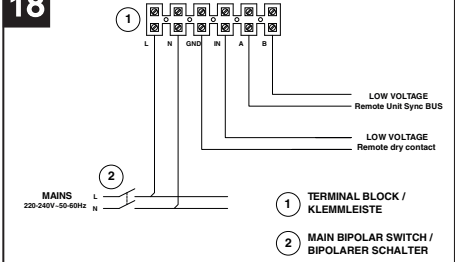 18
1
L N GND IN A B
LOW VOLTAGE
Remote Unit Sync BUS
LOW VOLTAGE
Remote dry contact
2
MAINS
220-240V~50-60Hz
L
N
1 TERMINAL BLOCK /
KLEMMLEISTE
2 MAIN BIPOLAR SWITCH /
BIPOLARER SCHALTER